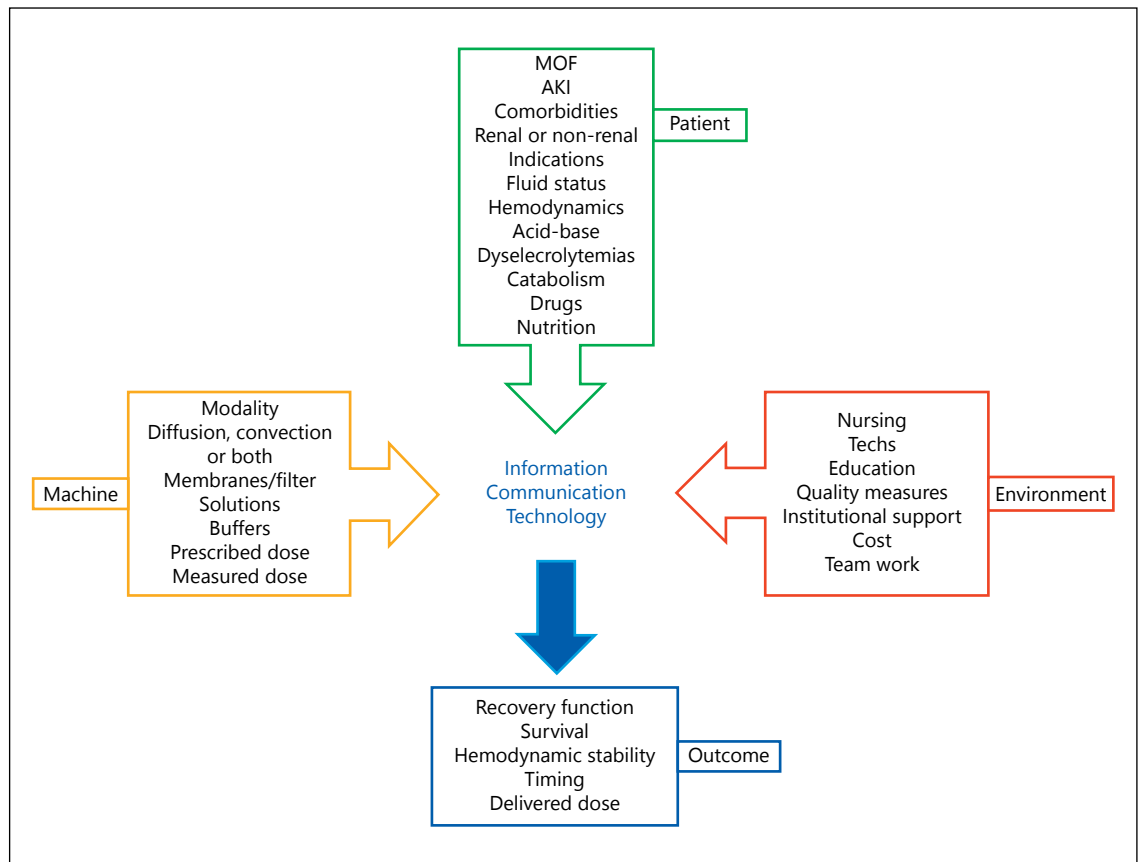 MOF
AKI
Comorbidities
Renal or non-renal
Indications
Fluid status
Hemodynamics
Acid-base
Dyselecrolytemias
Catabolism
Drugs
Nutrition
Patient
Machine
Modality
Diffusion, convection
or both
Membranes/filter
Solutions
Buffers
Prescribed dose
Measured dose
Information
Communication
Technology
Nursing
Techs
Education
Quality measures
Institutional support
Cost
Team work
Environment
Recovery function
Survival
Hemodynamic stability
Timing
Delivered dose
Outcome